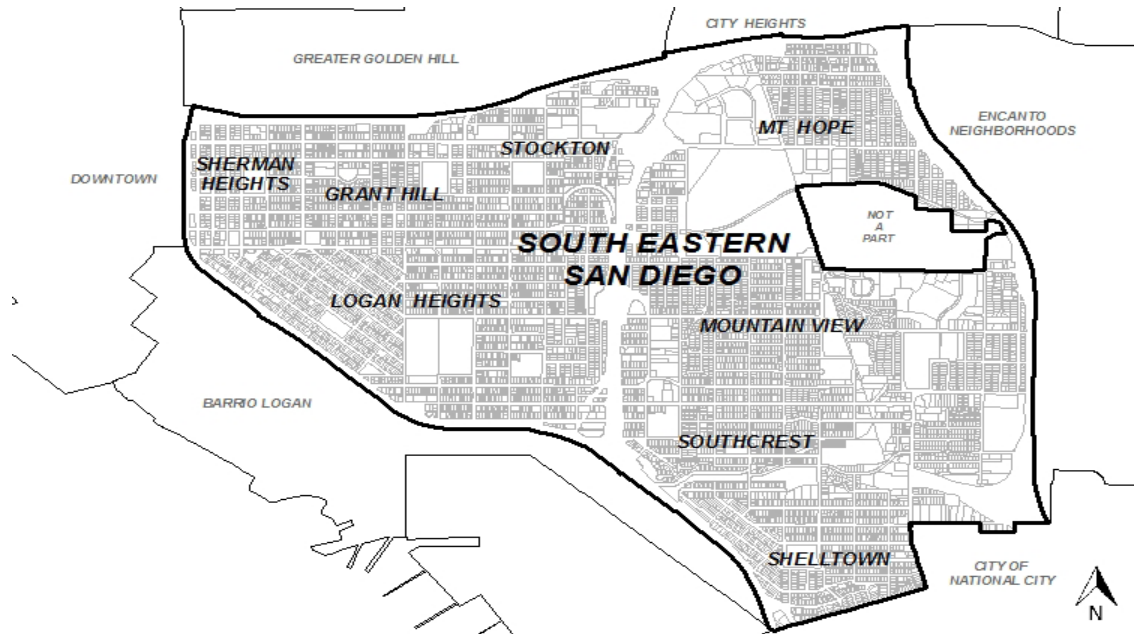 CITY HEIGHTS
GREATER GOLDEN HILL
ENCANTO
NEIGHBORHOODS
MT HOPE
STOCKTON
SHERMAN
HEIGHTS
DOWNTOWN
GRANT HILL
NOT
A
PART
SOUTH EASTERN
SAN DIEGO
LOGAN HEIGHTS
MOUNTAIN VIEW
BARRIO LOGAN
SOUTHCREST
SHELLTOWN
CITY OF
NATIONAL CITY
N